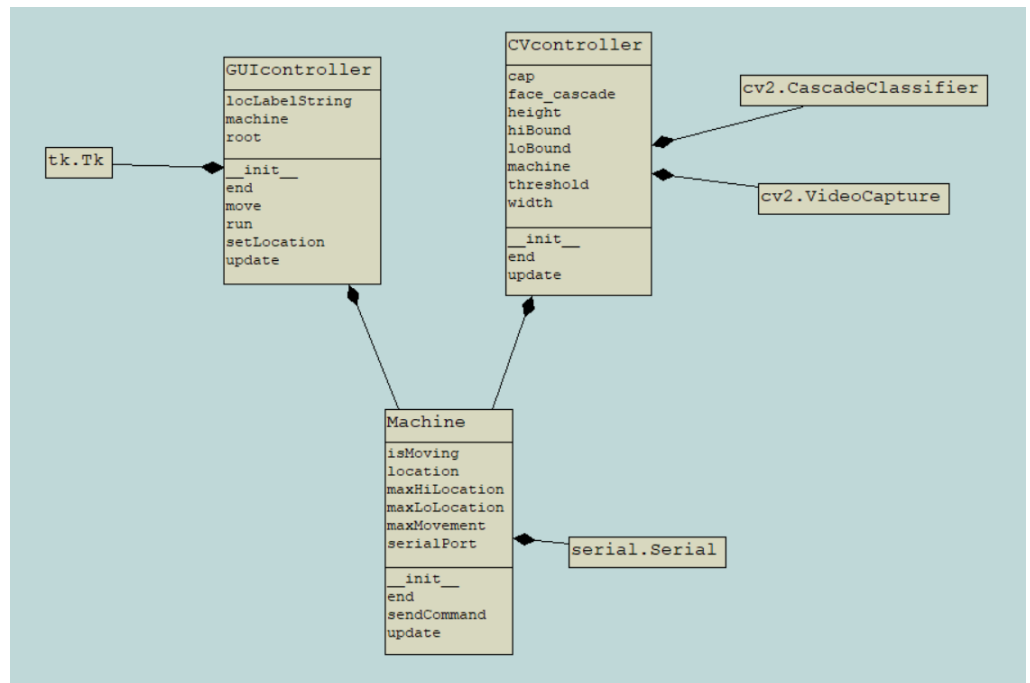 GUIcontroller
locLabelString
machine
root
__init__
end
move
run
setLocation
update
CVcontroller
cap
face_cascade
height
hiBound
loBound
machine
threshold
width
__init__
end
update
cv2.CascadeClassifier
tk.Tk
cv2.VideoCapture
Machine
isMoving
location
maxHiLocation
maxLoLocation
maxMovement
serialPort
__init__
end
sendCommand
update
serial.Serial